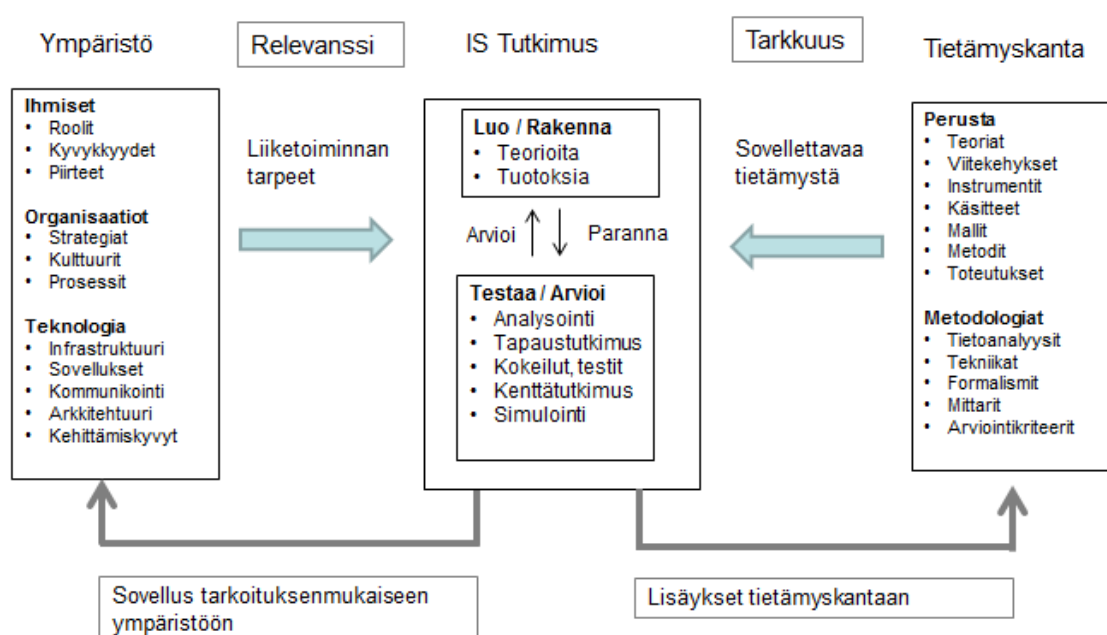 Ympäristö
Relevanssi
IS Tutkimus
Tarkkuus
Tietämyskanta
Ihmiset
• Roolit
• Kyvykkyydet
• Piirteet
Organisaatiot
• Strategiat
• Kulttuurit
• Prosessit
Teknologia
• Infrastruktuuri
• Sovellukset
• Kommunikointi
• Arkkitehtuuri
• Kehittämiskyvyt
Liiketoiminnan
tarpeet
Luo / Rakenna
• Teorioita
• Tuotoksia
Arvioi
Paranna
Testaa / Arvioi
• Analysointi
• Tapaustutkimus
• Kokeilut, testit
• Kenttätutkimus
• Simulointi
Sovellettavaa
tietämystä
Perusta
• Teoriat
• Viitekehykset
• Instrumentit
• Käsitteet
• Mallit
• Metodit
• Toteutukset
Metodologiat
• Tietoanalyysit
• Tekniikat
• Formalismit
• Mittarit
• Arviointikriteerit
Sovellus tarkoituksenmukaiseen
ympäristöön
Lisäykset tietämyskantaan